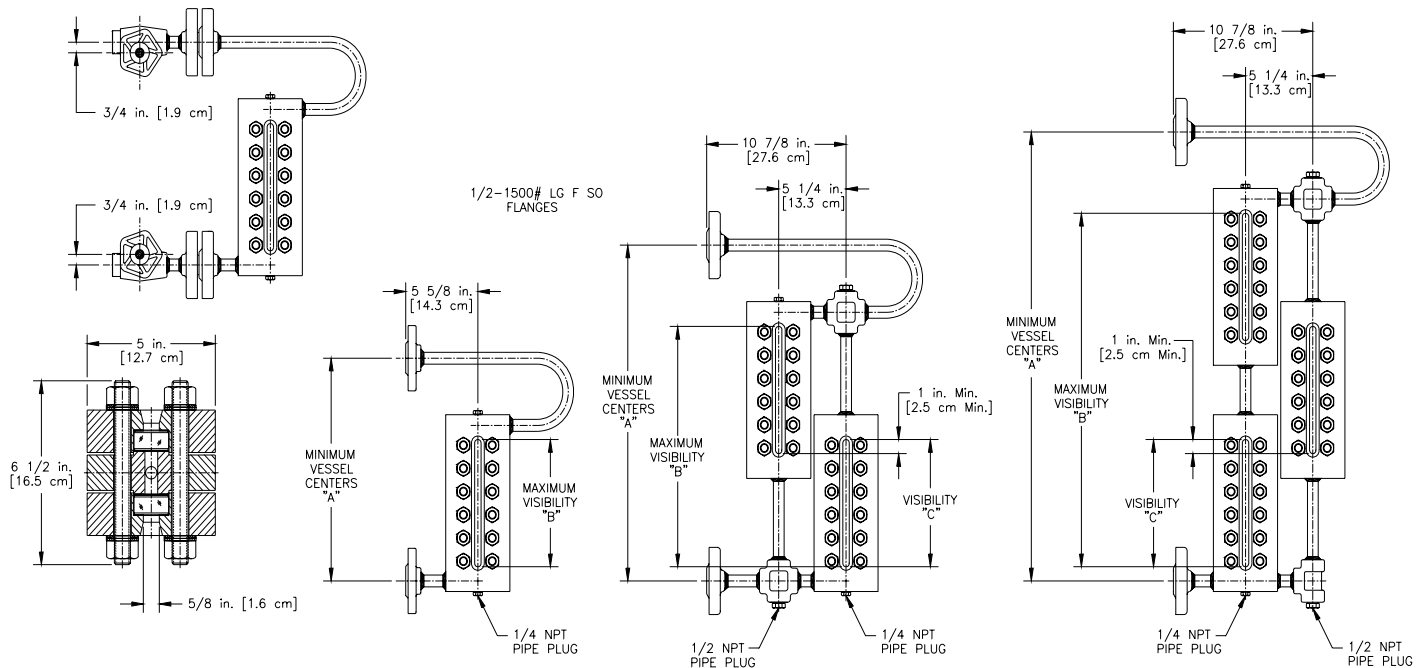 3/4 in. [1.9 cm]
3/4 in. [1.9 cm]
5 in.
[12.7 cm]
6 1/2 in.
[16.5 cm]
5/8 in. [1.6 cm]
1/2-1500# LG F SO
FLANGES
5 5/8 in.
[14.3 cm]
MINIMUM
VESSEL
CENTERS
"A"
MAXIMUM
VISIBILITY
"B"
1/4 NPT
PIPE PLUG
10 7/8 in.
[27.6 cm]
5 1/4 in.
[13.3 cm]
MINIMUM
VESSEL
CENTERS
"A"
MAXIMUM
VISIBILITY
"B"
1 in. Min.
[2.5 cm Min.]
VISIBILITY
"C"
1/2 NPT
PIPE PLUG
1/4 NPT
PIPE PLUG
10 7/8 in.
[27.6 cm]
5 1/4 in.
[13.3 cm]
MINIMUM
VESSEL
CENTERS
"A"
1 in. Min.
[2.5 cm Min.]
MAXIMUM
VISIBILITY
"B"
VISIBILITY
"C"
1/4 NPT
PIPE PLUG
1/2 NPT
PIPE PLUG